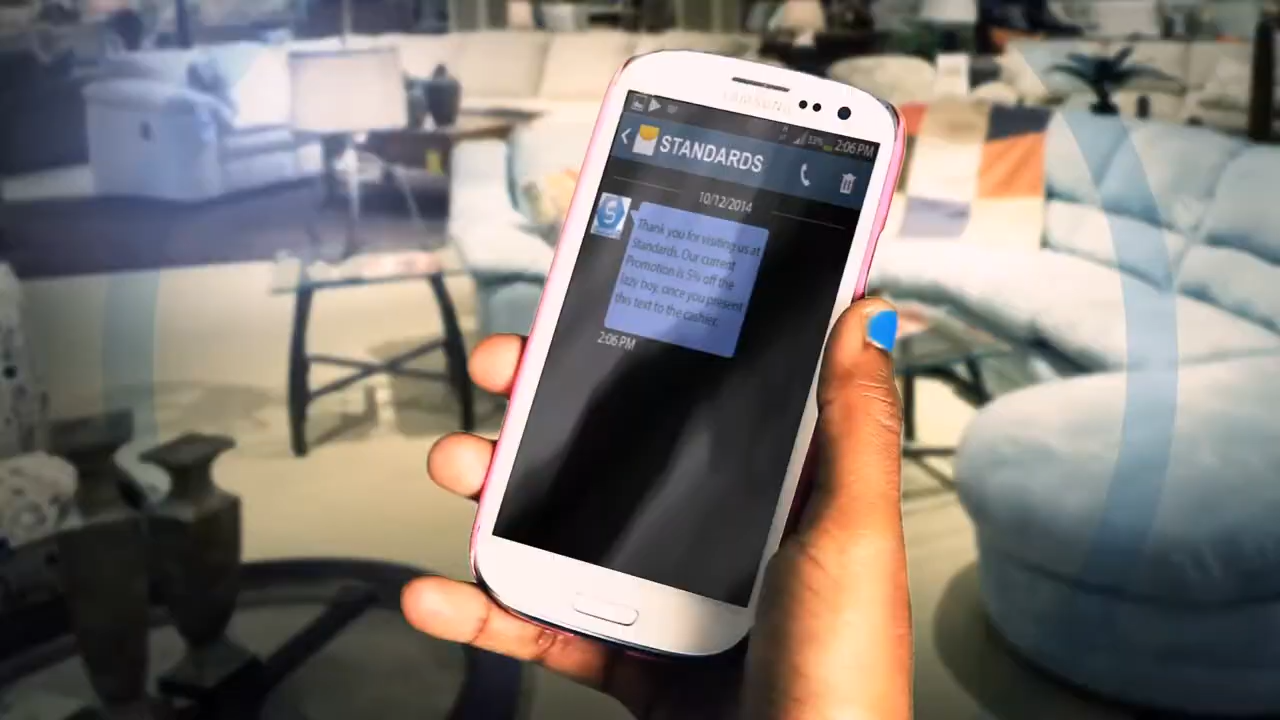 SAMSUNG
52% 2:06 PM
STANDARDS
10/12/2014
S
Thank you for visiting us at
Standards. Our current
Promotion is 5% off the
lazy boy, once you present
this text to the cashier.
2:06 PM